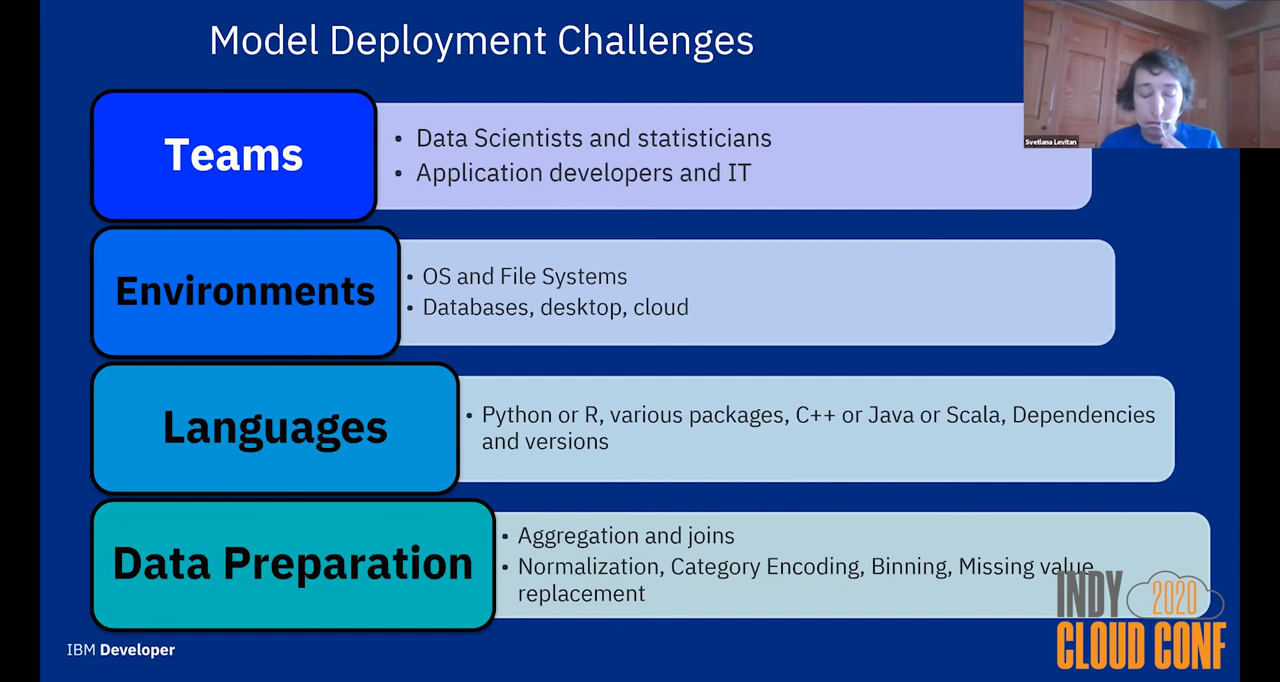 Model Deployment Challenges
Svetlana Levitan
Teams
• Data Scientists and statisticians
• Application developers and IT
Environments
• OS and File Systems
• Databases, desktop, cloud
Languages
• Python or R, various packages, C++ or Java or Scala, Dependencies
and versions
Data Preparation
• Aggregation and joins
• Normalization, Category Encoding, Binning, Missing value
replacement
IBM Developer
INDY 2020
CLOUD CONF